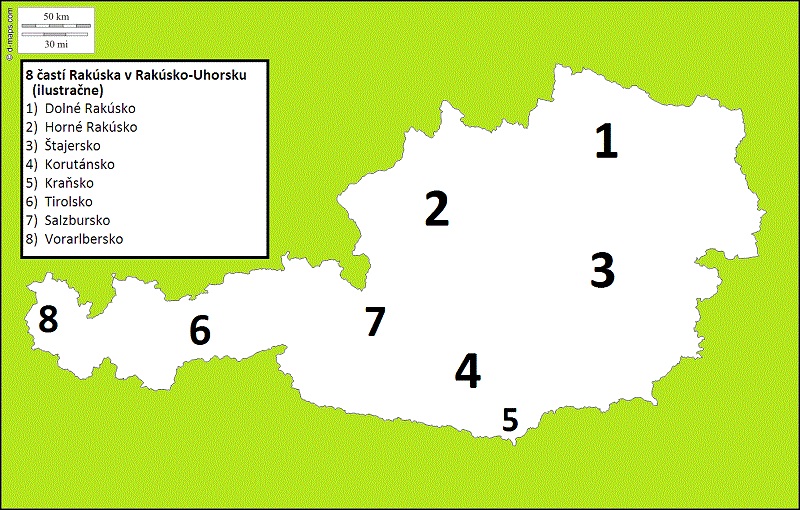 © d-maps.com
50 km
30 mi
8 častí Rakúska v Rakúsko-Uhorsku
(ilustračne)
1) Dolné Rakúsko
2) Horné Rakúsko
3) Štajersko
4) Korutánsko
5) Kraňsko
6) Tirolsko
7) Salzbursko
8) Vorarlbersko
1
2
3
8
6
7
4
5